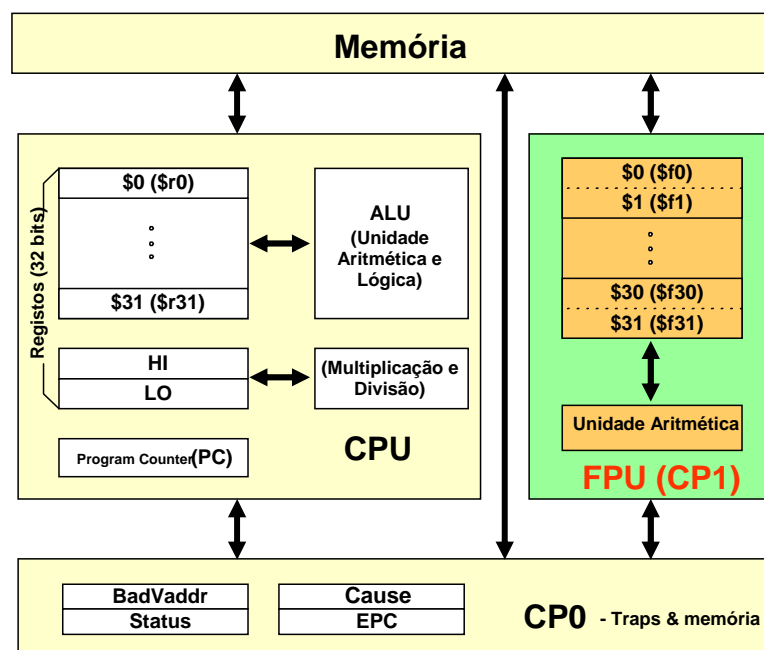 Memória
Registos (32 bits)
$0 ($r0)
$31 ($r31)
ALU
(Unidade
Aritmética e
Lógica)
HI
LO
(Multiplicação e
Divisão)
Program Counter(PC)
CPU
$0 ($f0)
$1 ($f1)
$30 ($f30)
$31 ($f31)
Unidade Aritmética
FPU (CP1)
BadVaddr
Status
Cause
EPC
CP0 - Traps & memória